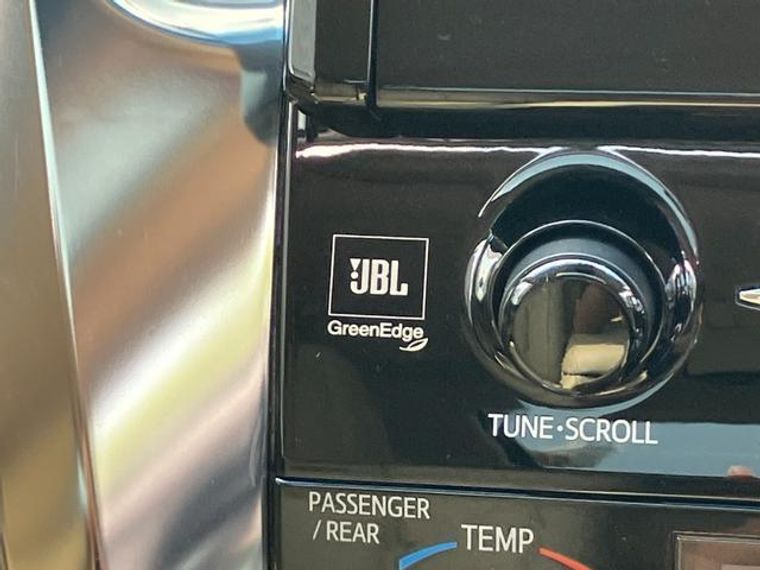 JBL
GreenEdge
TUNE•SCROLL
PASSENGER
/ REAR
TEMP